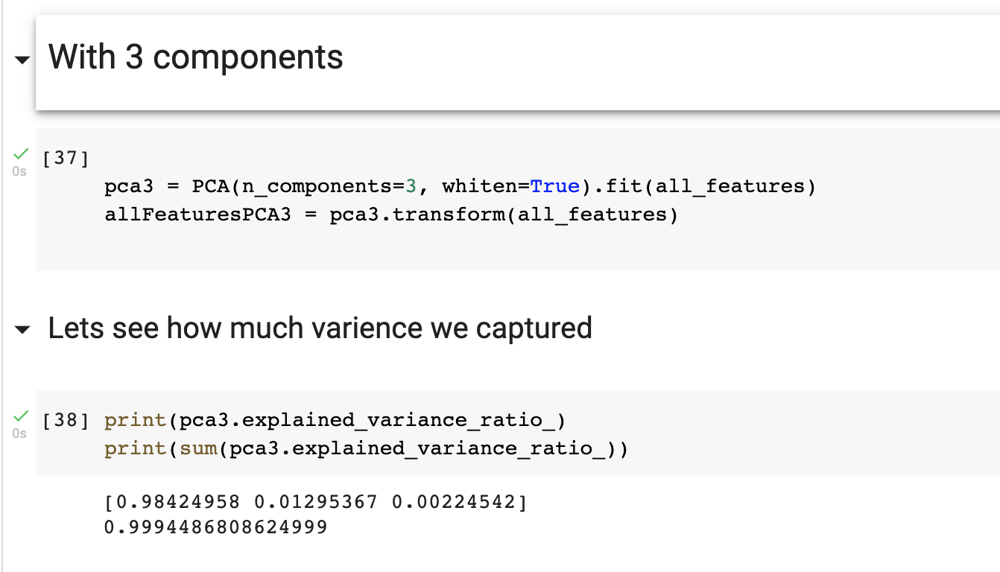 With 3 components
[37]
0s
pca3 = PCA(n_components=3, whiten=True).fit(all_features)
allFeaturesPCA3 = pca3.transform(all_features)
Lets see how much varience we captured
[38] print(pca3.explained_variance_ratio_)
0s
print(sum(pca3.explained_variance_ratio_))
[0.98424958 0.01295367 0.00224542]
0.9994486808624999